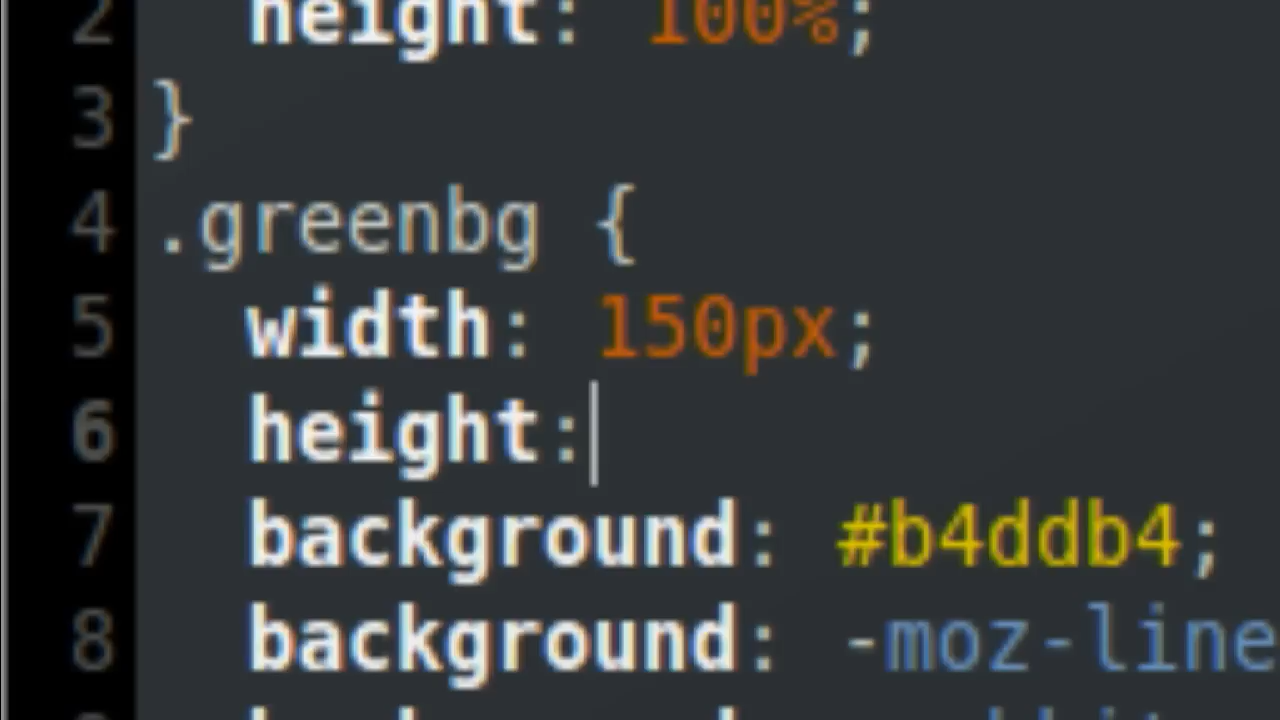 2 height: 100%;
3 }
4 .greenbg {
5 width: 150px;
6 height:
7 background: #b4ddb4;
8 background: -moz-line